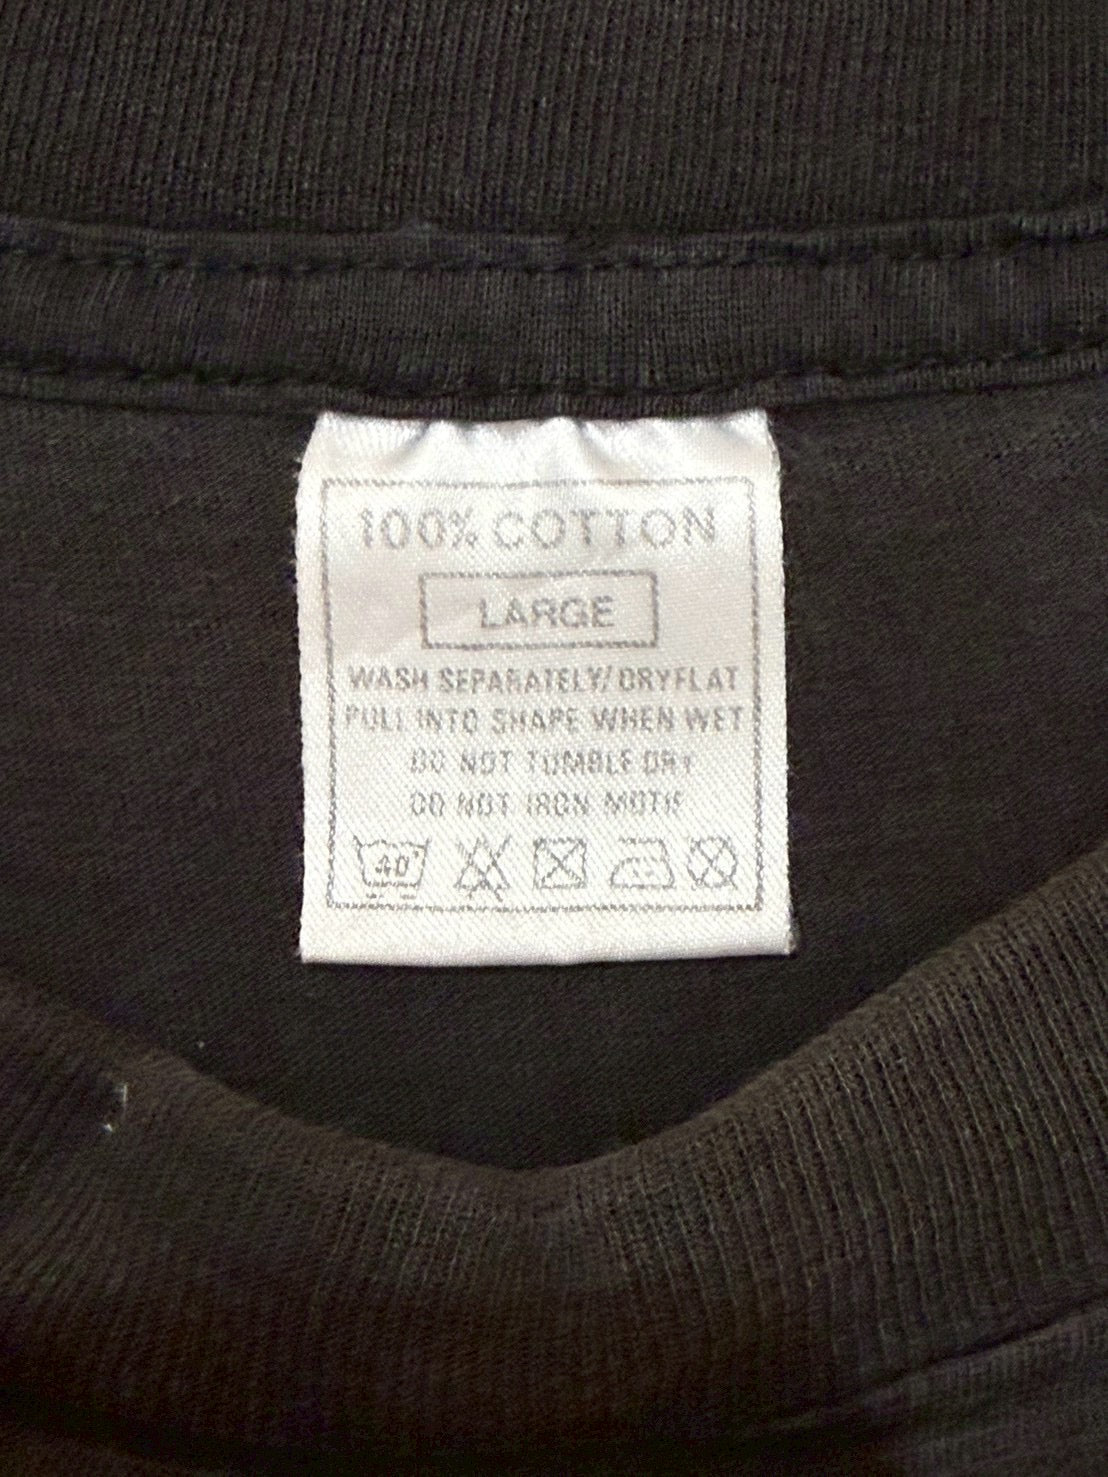 100% COTTON
LARGE
WASH SEPARATELY/DRYFLAT
PULL INTO SHAPE WHEN WET
DO NOT TUMBLE DRY
DO NOT IRON MOTIF
40°